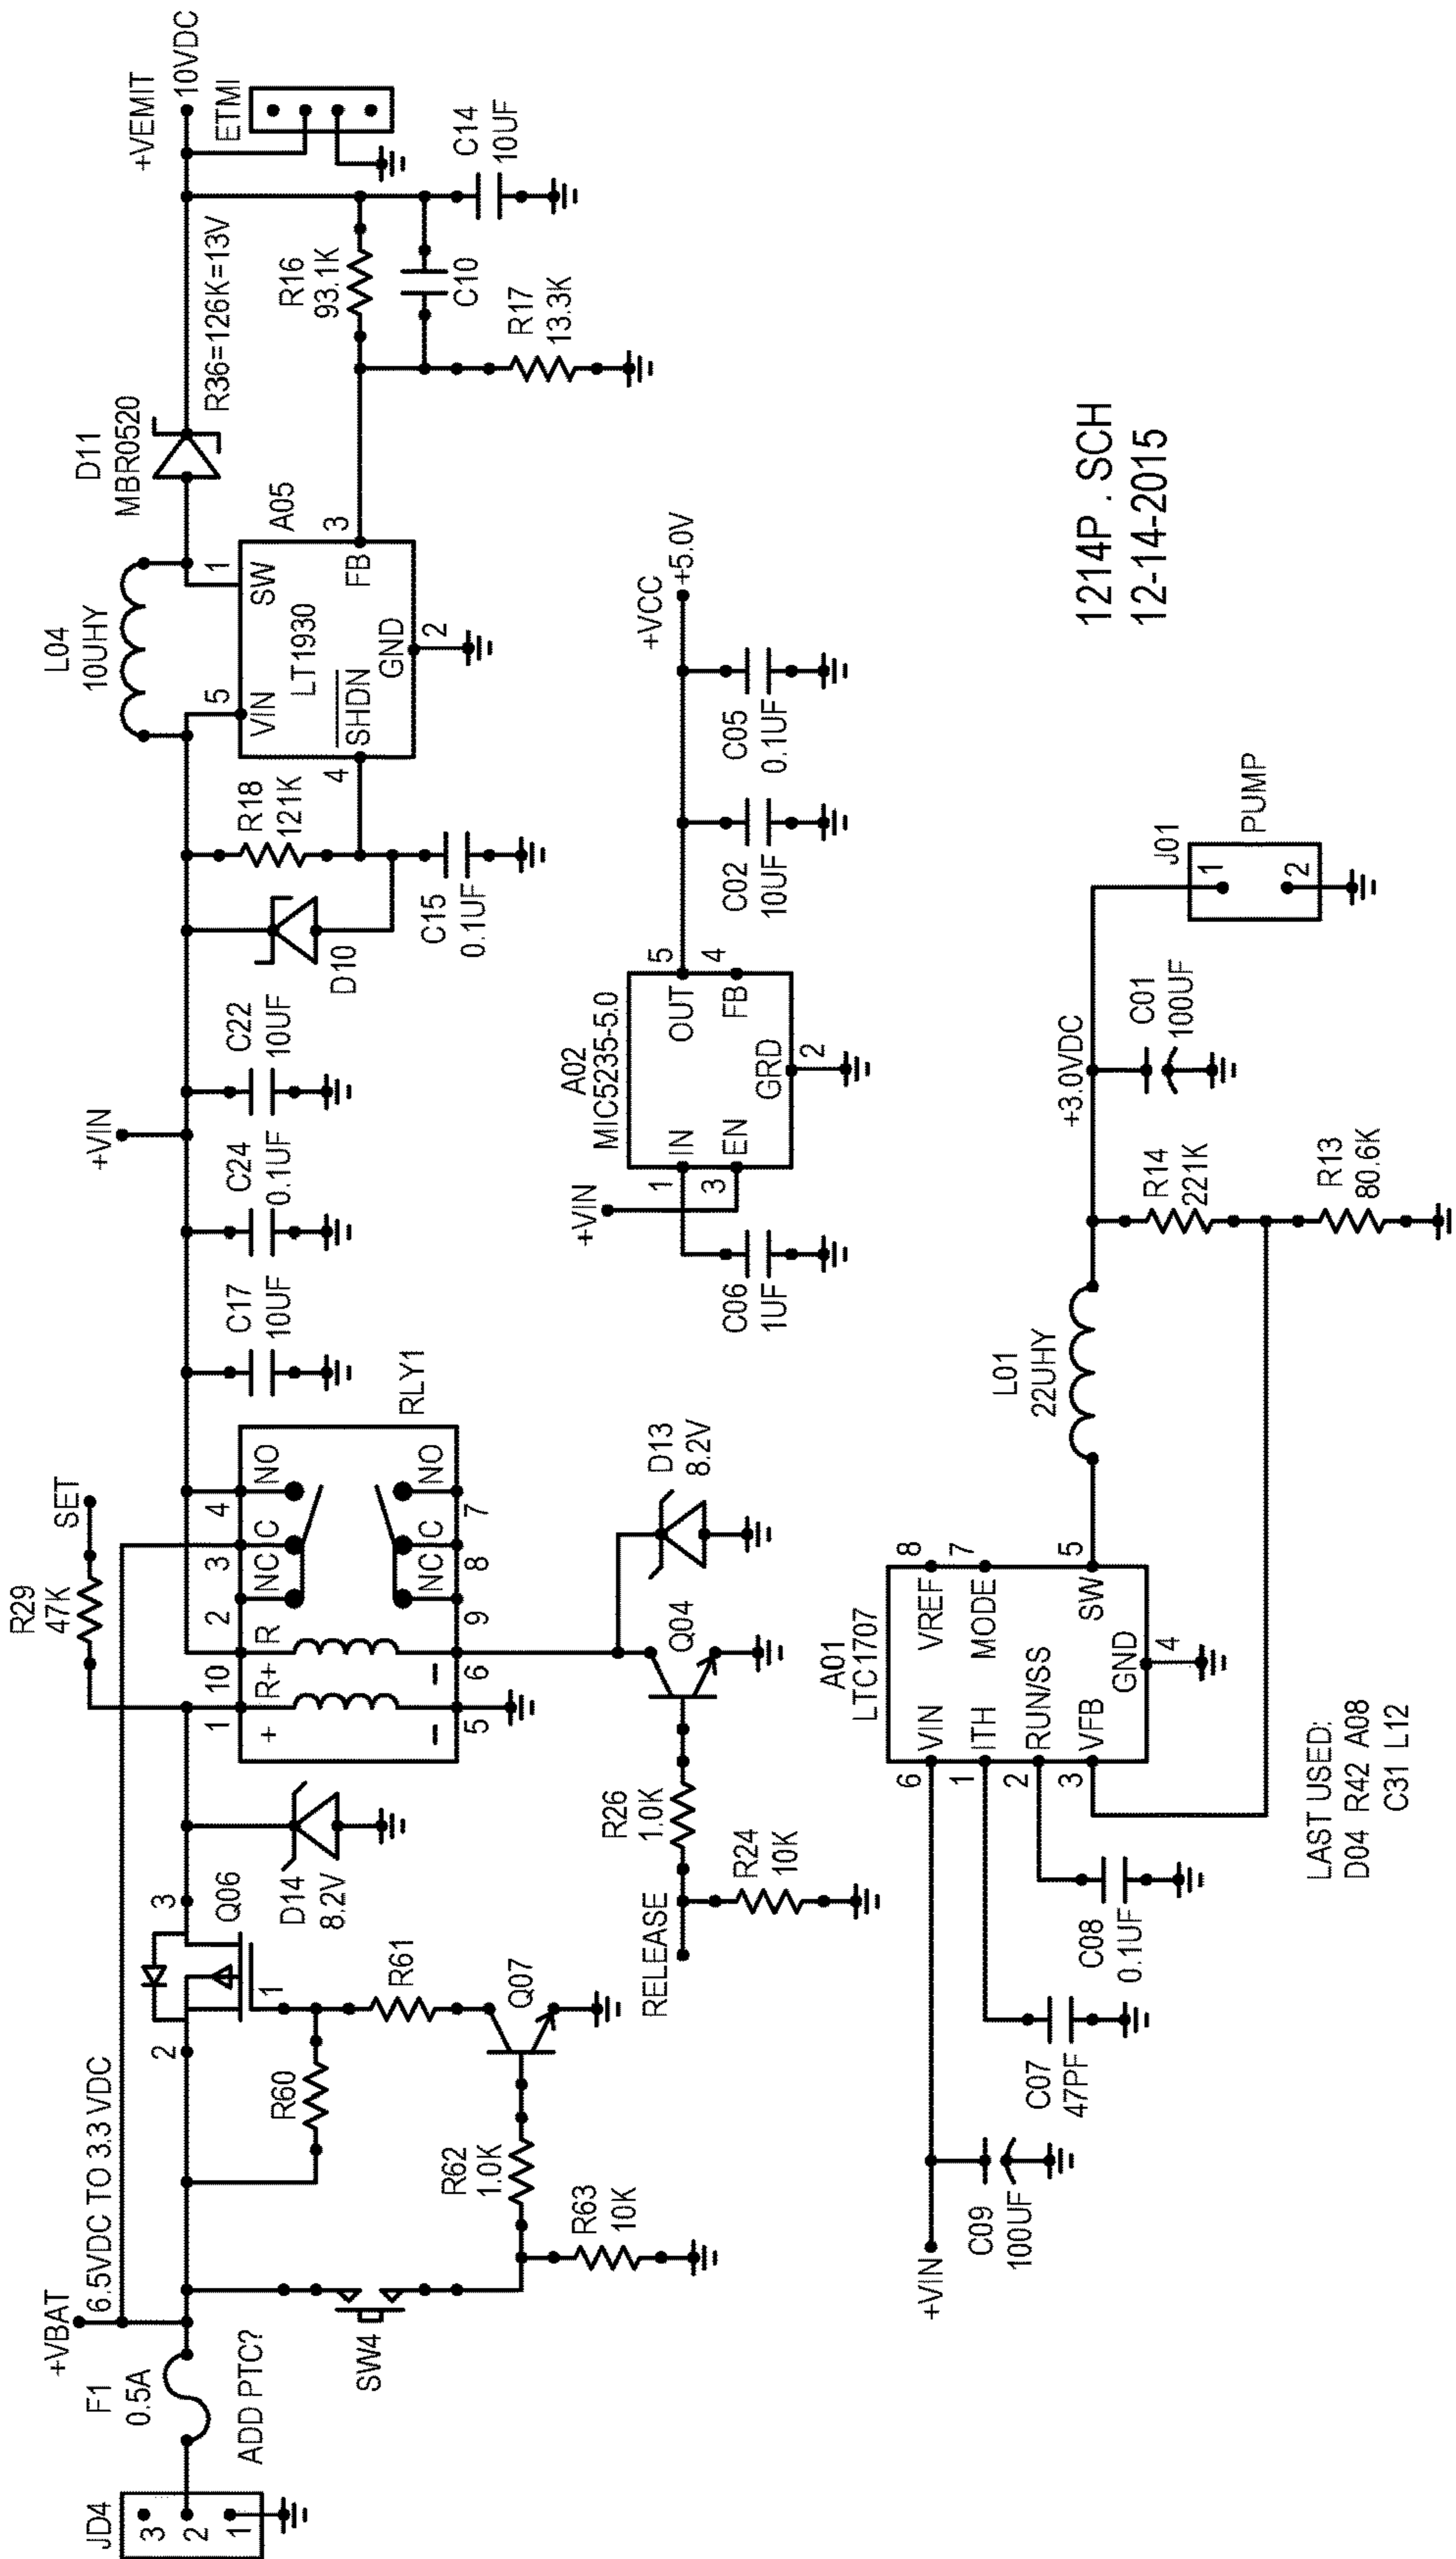 JD4
3
2
1
F1
0.5A
ADD PTC?
+VBAT
6.5VDC TO 3.3 VDC
SW4
R60
R62
1.0K
R63
10K
2
3
1
Q06
R61
Q07
D14
8.2V
R29
47K
SET
1
10
2
3
4
+
R+
R
NC
C
NO
–
–
NC
C
NO
5
6
9
8
7
RLY1
RELEASE
R26
1.0K
R24
10K
Q04
D13
8.2V
C17
10UF
C24
0.1UF
+VIN
C22
10UF
D10
R18
121K
C15
0.1UF
L04
10UHY
5
VIN
1
SW
LT1930
A05
4
SHDN
3
FB
GND
2
D11
MBR0520
R36=126K=13V
R16
93.1K
C10
R17
13.3K
C14
10UF
+VEMIT
10VDC
ETMI
+VIN
C06
1UF
A02
MIC5235-5.0
1
IN
OUT
5
3
EN
FB
4
GRD
2
C02
10UF
C05
0.1UF
+VCC
+5.0V
+VIN
C09
100UF
C07
47PF
C08
0.1UF
A01
LTC1707
6
VIN
VREF
8
1
ITH
MODE
7
2
RUN/SS
3
VFB
SW
5
GND
4
L01
22UHY
R14
221K
R13
80.6K
+3.0VDC
C01
100UF
J01
1
2
PUMP
LAST USED:
D04 R42 A08
C31 L12
1214P . SCH
12-14-2015